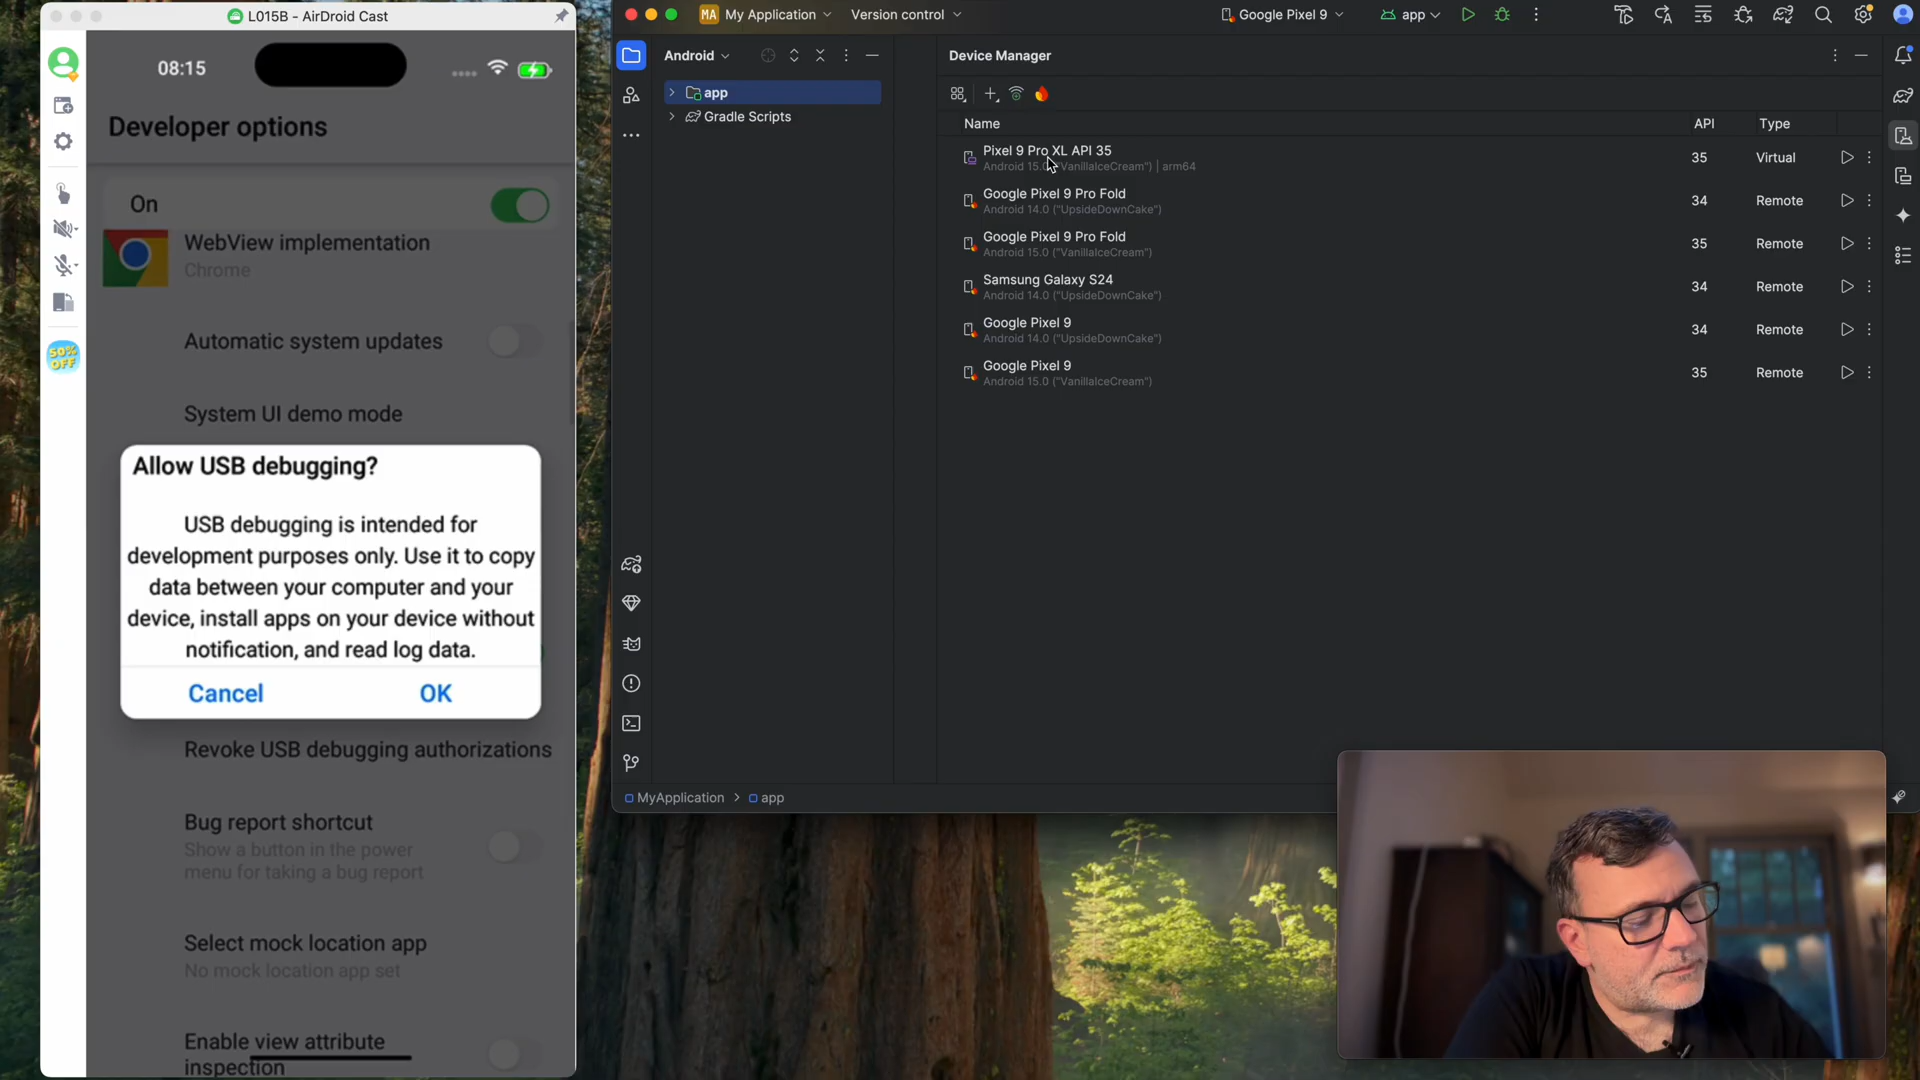 L015B - AirDroid Cast
08:15
Developer options
On
WebView implementation
Chrome
Automatic system updates
System UI demo mode
Allow USB debugging?
USB debugging is intended for
development purposes only. Use it to copy
data between your computer and your
device, install apps on your device without
notification, and read log data.
Cancel
OK
Revoke USB debugging authorizations
Bug report shortcut
Show a button in the power
menu for taking a bug report
Select mock location app
No mock location app set
Enable view attribute
inspection
50%
OFF
MA
My Application
Version control
Google Pixel 9
app
Android
app
Gradle Scripts
Device Manager
Name
API
Type
Pixel 9 Pro XL API 35
Android 15.0 ("VanillaIceCream") | arm64
35
Virtual
Google Pixel 9 Pro Fold
Android 14.0 ("UpsideDownCake")
34
Remote
Google Pixel 9 Pro Fold
Android 15.0 ("VanillaIceCream")
35
Remote
Samsung Galaxy S24
Android 14.0 ("UpsideDownCake")
34
Remote
Google Pixel 9
Android 14.0 ("UpsideDownCake")
34
Remote
Google Pixel 9
Android 15.0 ("VanillaIceCream")
35
Remote
MyApplication > app